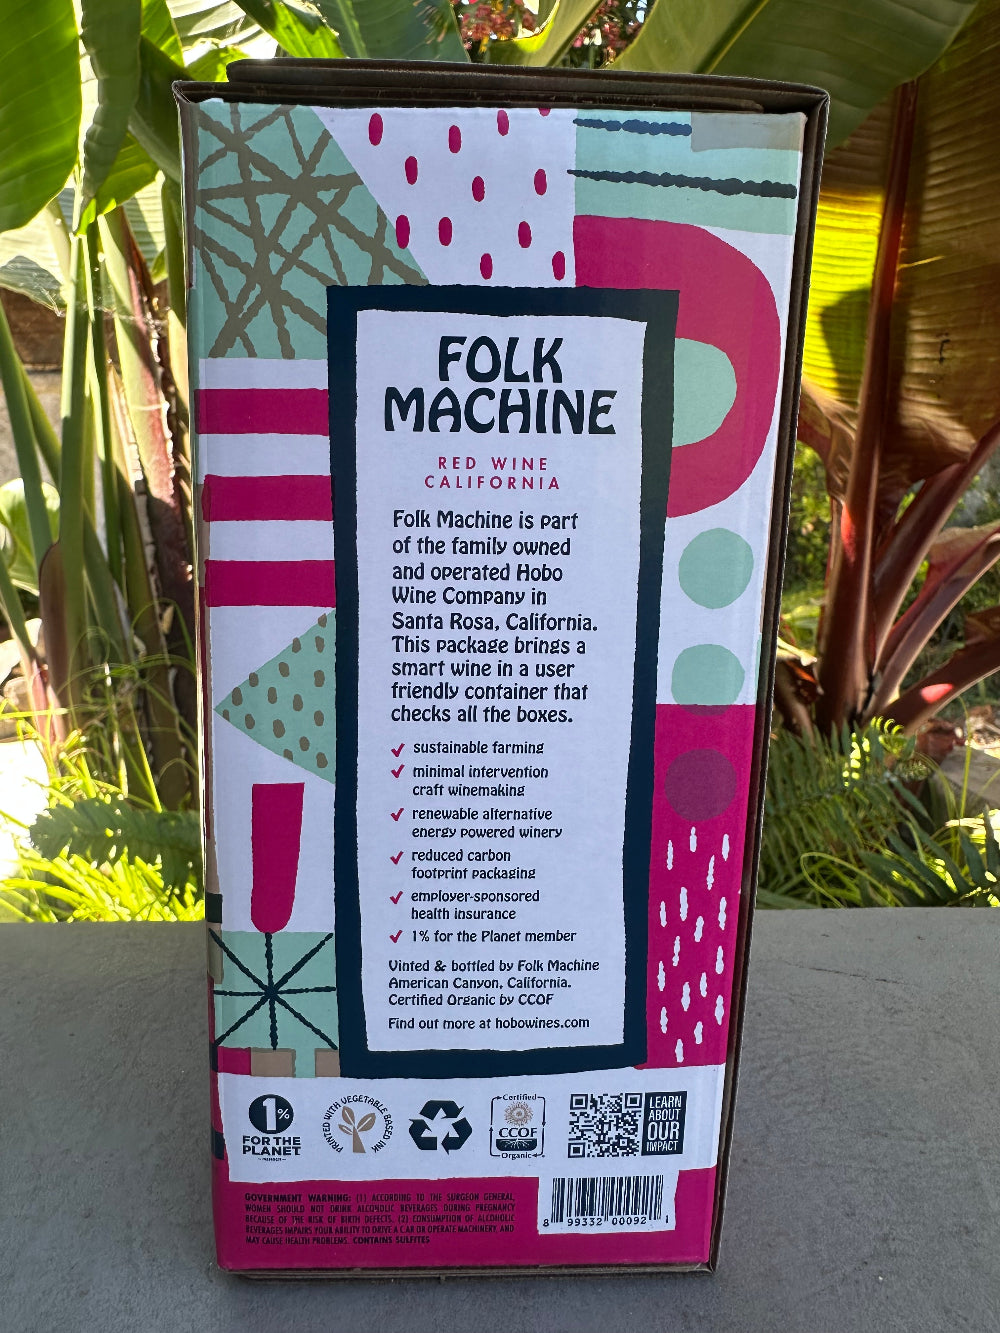 FOLK
MACHINE
RED WINE
CALIFORNIA
Folk Machine is part
of the family owned
and operated Hobo
Wine Company in
Santa Rosa, California.
This package brings a
smart wine in a user
friendly container that
checks all the boxes.
sustainable farming
minimal intervention
craft winemaking
renewable alternative
energy powered winery
reduced carbon
footprint packaging
employer-sponsored
health insurance
1% for the Planet member
Vinted & bottled by Folk Machine
American Canyon, California.
Certified Organic by CCOF
Find out more at hobowines.com
1%
FOR THE
PLANET
MEMBER
PRINTED WITH VEGETABLE BASED INK
Certified
CCOF
Organic
LEARN
ABOUT
OUR
IMPACT
GOVERNMENT WARNING: (1) ACCORDING TO THE SURGEON GENERAL,
WOMEN SHOULD NOT DRINK ALCOHOLIC BEVERAGES DURING PREGNANCY
BECAUSE OF THE RISK OF BIRTH DEFECTS. (2) CONSUMPTION OF ALCOHOLIC
BEVERAGES IMPAIRS YOUR ABILITY TO DRIVE A CAR OR OPERATE MACHINERY, AND
MAY CAUSE HEALTH PROBLEMS. CONTAINS SULFITES
8 99332 00092 1